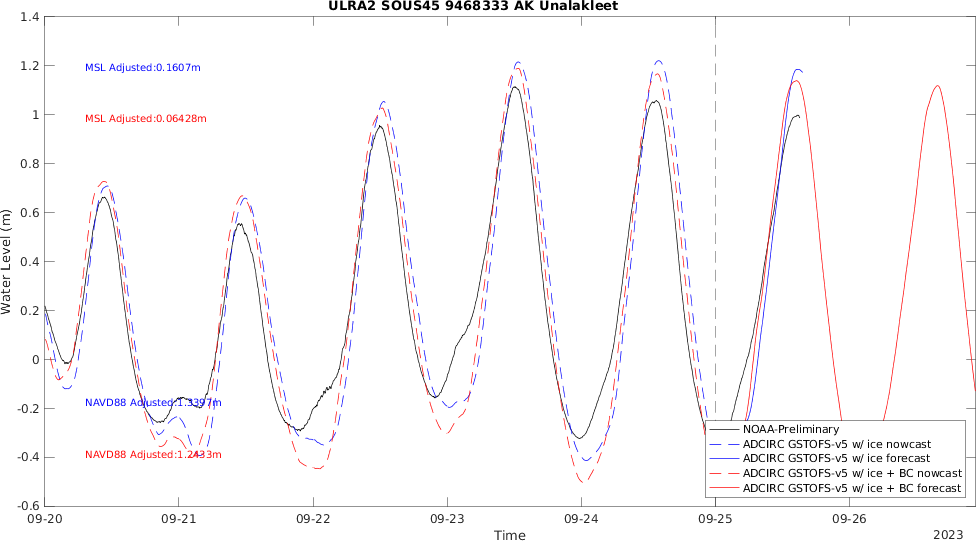 ULRA2 SOUS45 9468333 AK Unalakleet
1.4
1.2
1
0.8
0.6
0.4
0.2
0
-0.2
-0.4
-0.6
Water Level (m)
MSL Adjusted:0.1607m
MSL Adjusted:0.06428m
NAVD88 Adjusted:1.3397m
NAVD88 Adjusted:1.2433m
NOAA-Preliminary
ADCIRC GSTOFS-v5 w/ ice nowcast
ADCIRC GSTOFS-v5 w/ ice forecast
ADCIRC GSTOFS-v5 w/ ice + BC nowcast
ADCIRC GSTOFS-v5 w/ ice + BC forecast
09-20 09-21 09-22 09-23 09-24 09-25 09-26
Time
2023